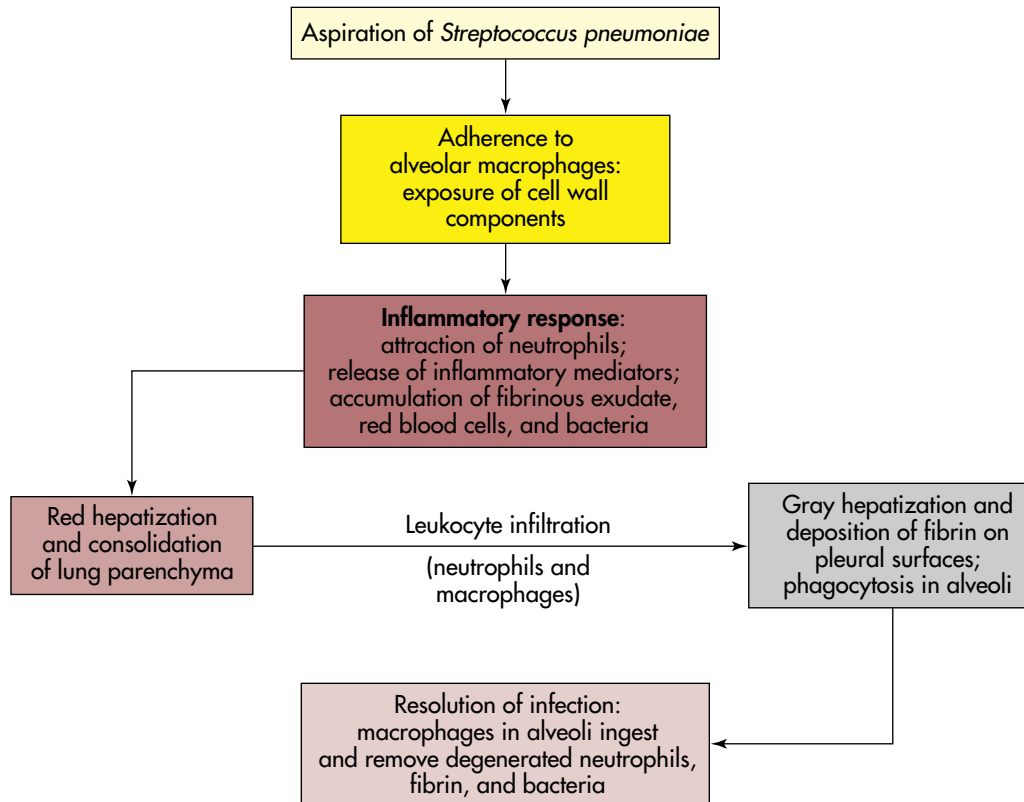 Aspiration of Streptococcus pneumoniae
Adherence to
alveolar macrophages:
exposure of cell wall
components
Inflammatory response:
attraction of neutrophils;
release of inflammatory mediators;
accumulation of fibrinous exudate,
red blood cells, and bacteria
Red hepatization
and consolidation
of lung parenchyma
Leukocyte infiltration
(neutrophils and
macrophages)
Gray hepatization and
deposition of fibrin on
pleural surfaces;
phagocytosis in alveoli
Resolution of infection:
macrophages in alveoli ingest
and remove degenerated neutrophils,
fibrin, and bacteria